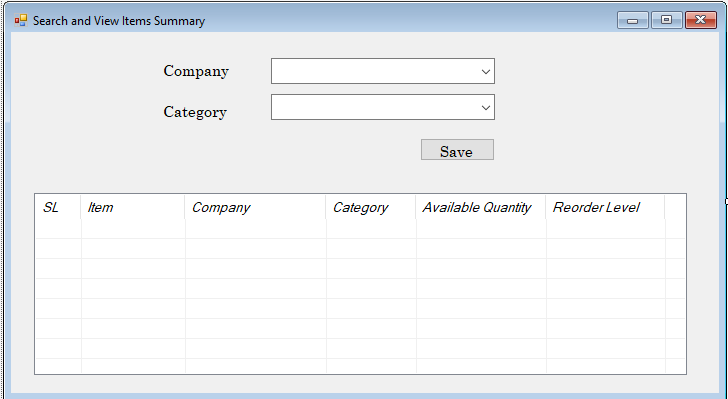 Search and View Items Summary
Company
Category
Save
SL Item Company Category Available Quantity Reorder Level